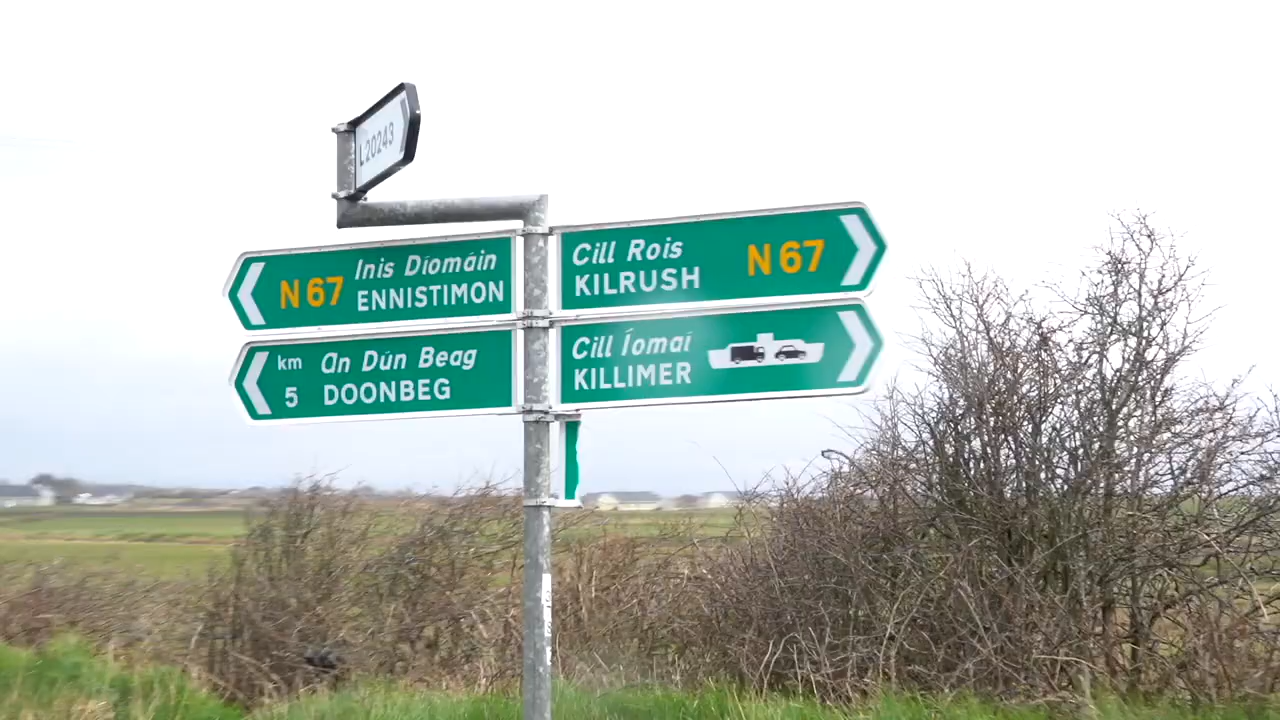 L20243
N67
Inis Díomáin
ENNISTIMON
km
5
An Dún Beag
DOONBEG
Cill Rois
KILRUSH
N67
Cill Íomaí
KILLIMER